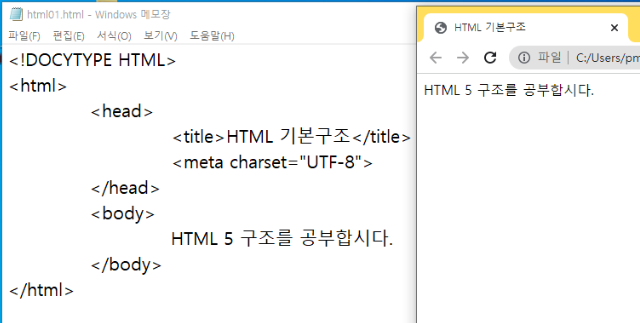 html01.html - Windows 메모장
파일(F) 편집(E) 서식(O) 보기(V) 도움말(H)
<!DOCYTYPE HTML>
<html>
<head>
<title>HTML 기본구조</title>
<meta charset="UTF-8">
</head>
<body>
HTML 5 구조를 공부합시다.
</body>
</html>
HTML 기본구조
파일 | C:/Users/pm
HTML 5 구조를 공부합시다.